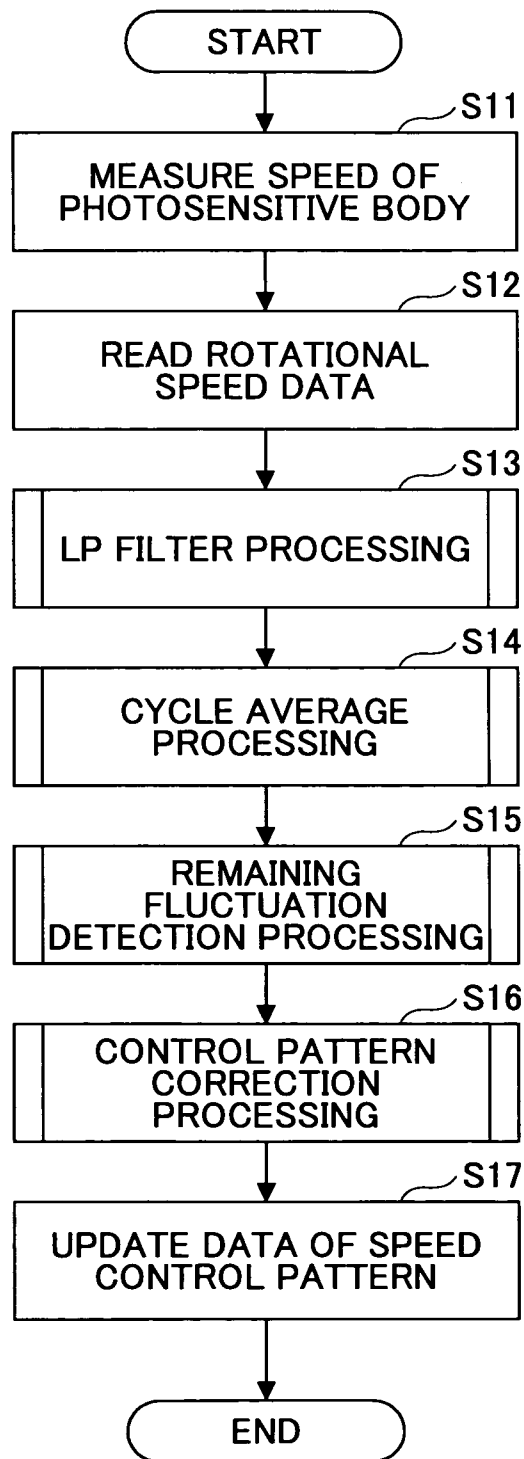 START
S11
MEASURE SPEED OF
PHOTOSENSITIVE BODY
S12
READ ROTATIONAL
SPEED DATA
S13
LP FILTER PROCESSING
S14
CYCLE AVERAGE
PROCESSING
S15
REMAINING
FLUCTUATION
DETECTION PROCESSING
S16
CONTROL PATTERN
CORRECTION
PROCESSING
S17
UPDATE DATA OF SPEED
CONTROL PATTERN
END